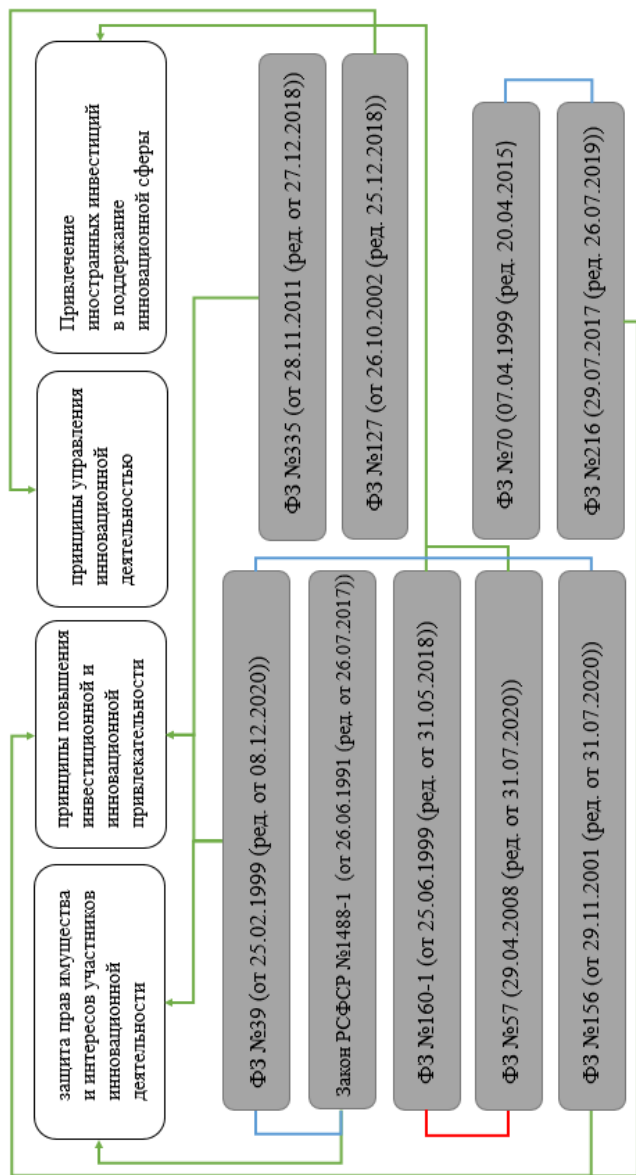 защита прав имущества
и интересов участников
инновационной
деятельности
принципы повышения
инвестиционной и
инновационной
привлекательности
принципы управления
инновационной
деятельностью
Привлечение
иностранных инвестиций
в поддержание
инновационной сферы
ФЗ №39 (от 25.02.1999 (ред. от 08.12.2020))
Закон РСФСР №1488-1 (от 26.06.1991 (ред. от 26.07.2017))
ФЗ №160-1 (от 25.06.1999 (ред. от 31.05.2018))
ФЗ №57 (29.04.2008 (ред. от 31.07.2020))
ФЗ №156 (от 29.11.2001 (ред. от 31.07.2020))
ФЗ №335 (от 28.11.2011 (ред. от 27.12.2018))
ФЗ №127 (от 26.10.2002 (ред. 25.12.2018))
ФЗ №70 (07.04.1999 (ред. 20.04.2015)
ФЗ №216 (29.07.2017 (ред. 26.07.2019))